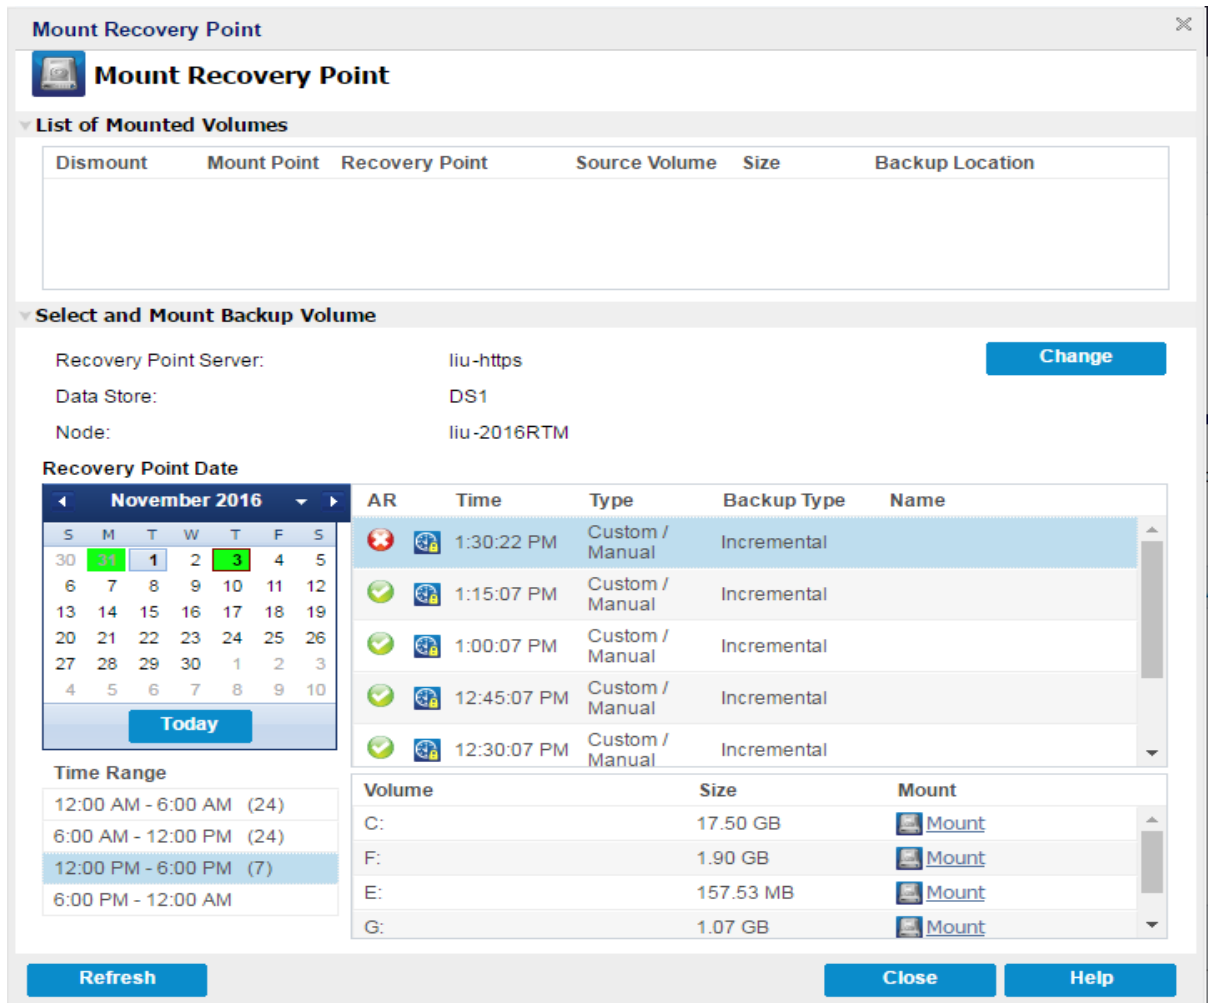 Mount Recovery Point
Mount Recovery Point
List of Mounted Volumes
Dismount Mount Point Recovery Point Source Volume Size Backup Location
Select and Mount Backup Volume
Recovery Point Server: liu-https
Change
Data Store: DS1
Node: liu-2016RTM
Recovery Point Date
November 2016
S M T W T F S
30 31 1 2 3 4 5
6 7 8 9 10 11 12
13 14 15 16 17 18 19
20 21 22 23 24 25 26
27 28 29 30 1 2 3
4 5 6 7 8 9 10
Today
AR Time Type Backup Type Name
1:30:22 PM Custom / Manual Incremental
1:15:07 PM Custom / Manual Incremental
1:00:07 PM Custom / Manual Incremental
12:45:07 PM Custom / Manual Incremental
12:30:07 PM Custom / Manual Incremental
Time Range
12:00 AM - 6:00 AM (24)
6:00 AM - 12:00 PM (24)
12:00 PM - 6:00 PM (7)
6:00 PM - 12:00 AM
Volume Size Mount
C: 17.50 GB Mount
F: 1.90 GB Mount
E: 157.53 MB Mount
G: 1.07 GB Mount
Refresh Close Help